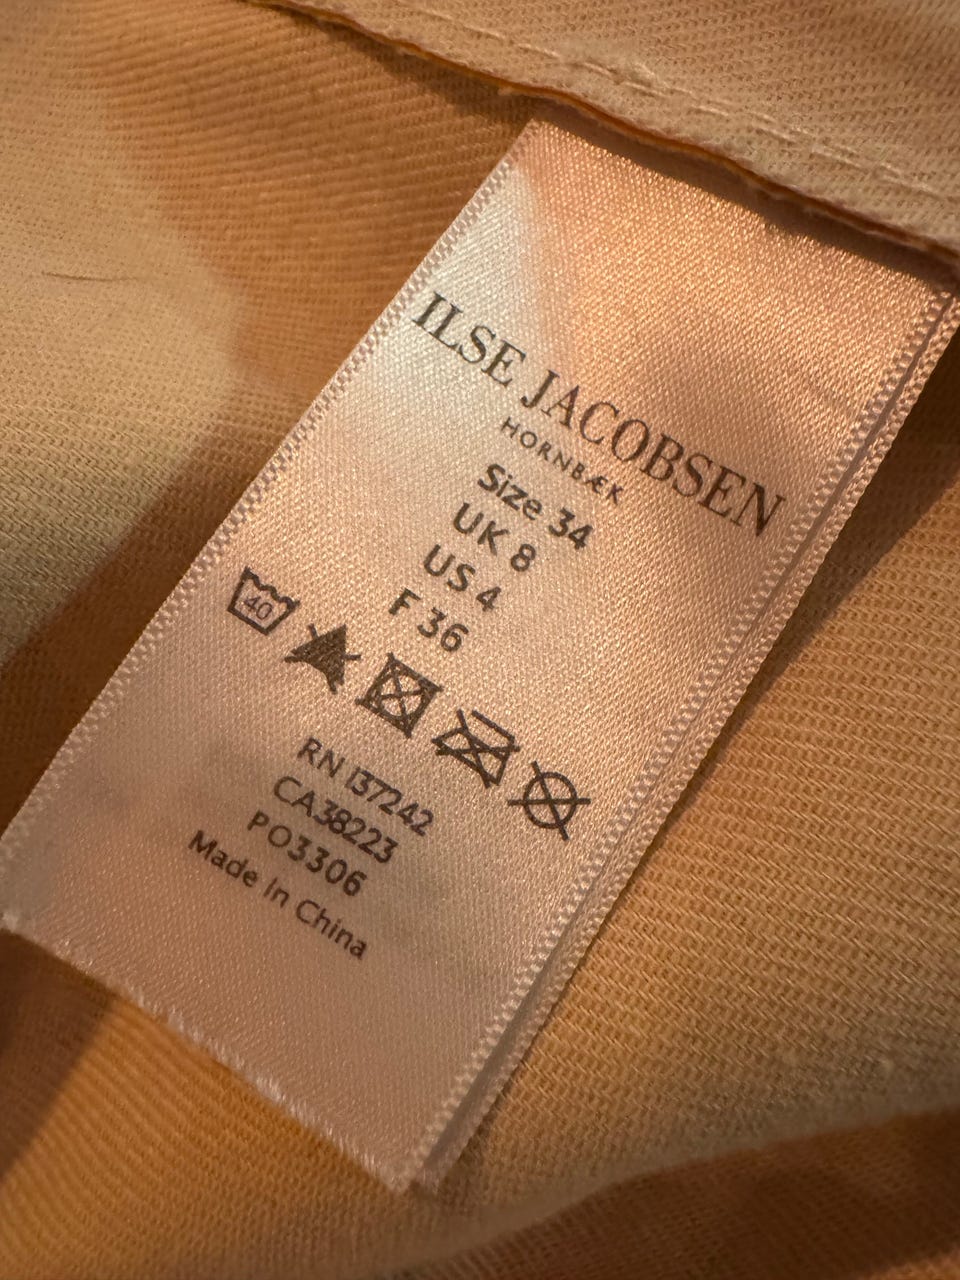 ILSE JACOBSEN
HORNBÆK
Size 34
UK 8
US 4
F 36
40
RN 137242
CA38223
PO3306
Made In China